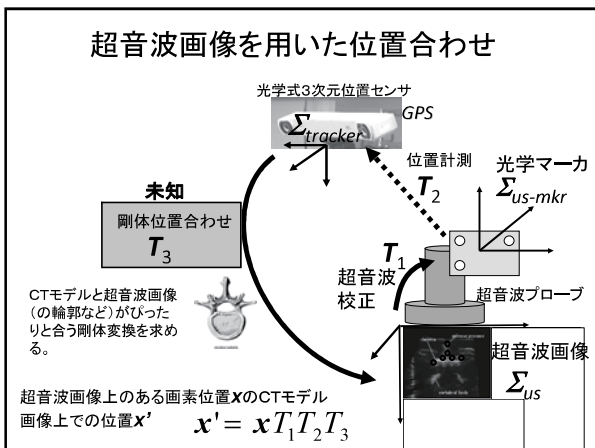 超音波画像を用いた位置合わせ
光学式3次元位置センサ
GPS
Σtracker
位置計測
T2
光学マーカ
Σus-mkr
未知
剛体位置合わせ
T3
T1
超音波
校正
超音波プローブ
CTモデルと超音波画像
(の輪郭など)がぴった
りと合う剛体変換を求め
る。
超音波画像
Σus
超音波画像上のある画素位置xのCTモデル
画像上での位置x'
x' = xT1T2T3